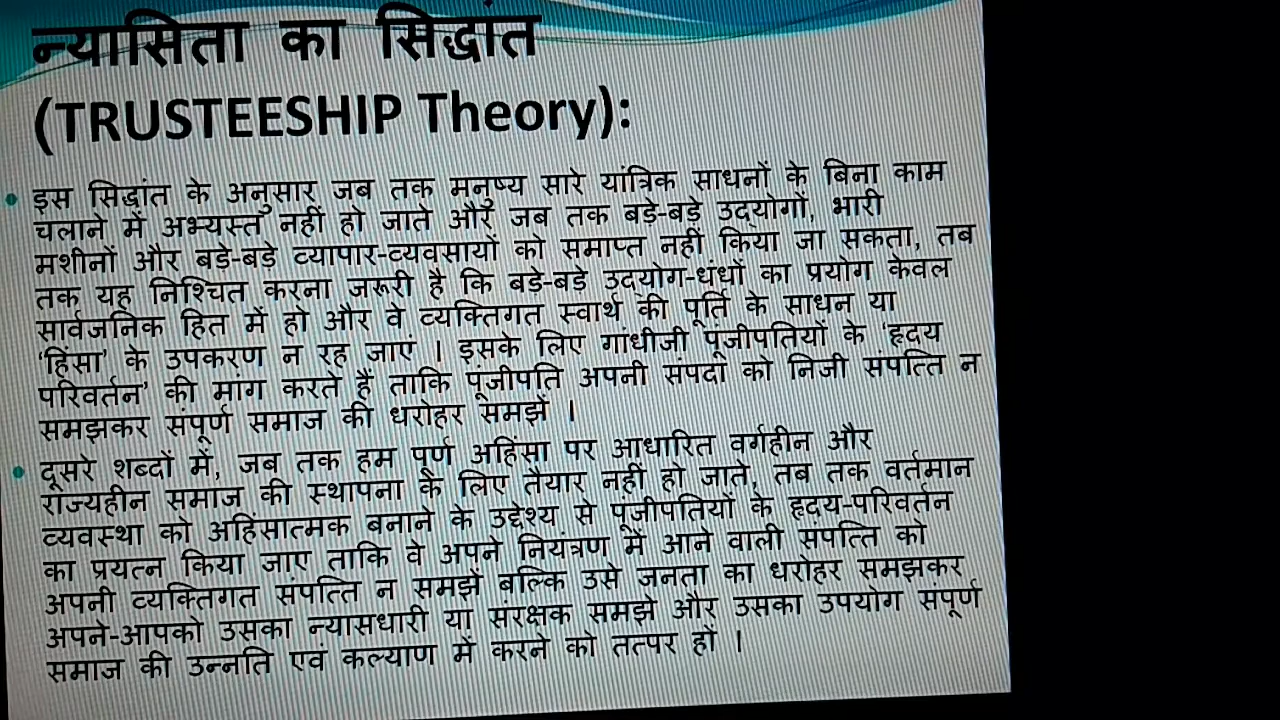 न्यासिता का सिद्धांत
(TRUSTEESHIP Theory):
इस सिद्धांत के अनुसार जब तक मनुष्य सारे यांत्रिक साधनों के बिना काम
चलाने में अभ्यस्त नहीं हो जाते और जब तक बड़े-बड़े उद्योगों, भारी
मशीनों और बड़े-बड़े व्यापार-व्यवसायों को समाप्त नहीं किया जा सकता, तब
तक यह निश्चित करना जरूरी है कि बड़े-बड़े उद्योग-धंधों का प्रयोग केवल
सार्वजनिक हित में हो और वे व्यक्तिगत स्वार्थ की पूर्ति के साधन या
'हिंसा' के उपकरण न रह जाएं । इसके लिए गांधीजी पूंजीपतियों के 'हृदय
परिवर्तन' की मांग करते हैं ताकि पूंजीपति अपनी संपदा को निजी संपत्ति न
समझकर संपूर्ण समाज की धरोहर समझें ।
दूसरे शब्दों में, जब तक हम पूर्ण अहिंसा पर आधारित वर्गहीन और
राज्यहीन समाज की स्थापना के लिए तैयार नहीं हो जाते, तब तक वर्तमान
व्यवस्था को अहिंसात्मक बनाने के उद्देश्य से पूंजीपतियों के हृदय-परिवर्तन
का प्रयत्न किया जाए ताकि वे अपने नियंत्रण में आने वाली संपत्ति को
अपनी व्यक्तिगत संपत्ति न समझें बल्कि उसे जनता का धरोहर समझकर
अपने-आपको उसका न्यासधारी या संरक्षक समझे और उसका उपयोग संपूर्ण
समाज की उन्नति एवं कल्याण में करने को तत्पर हों ।